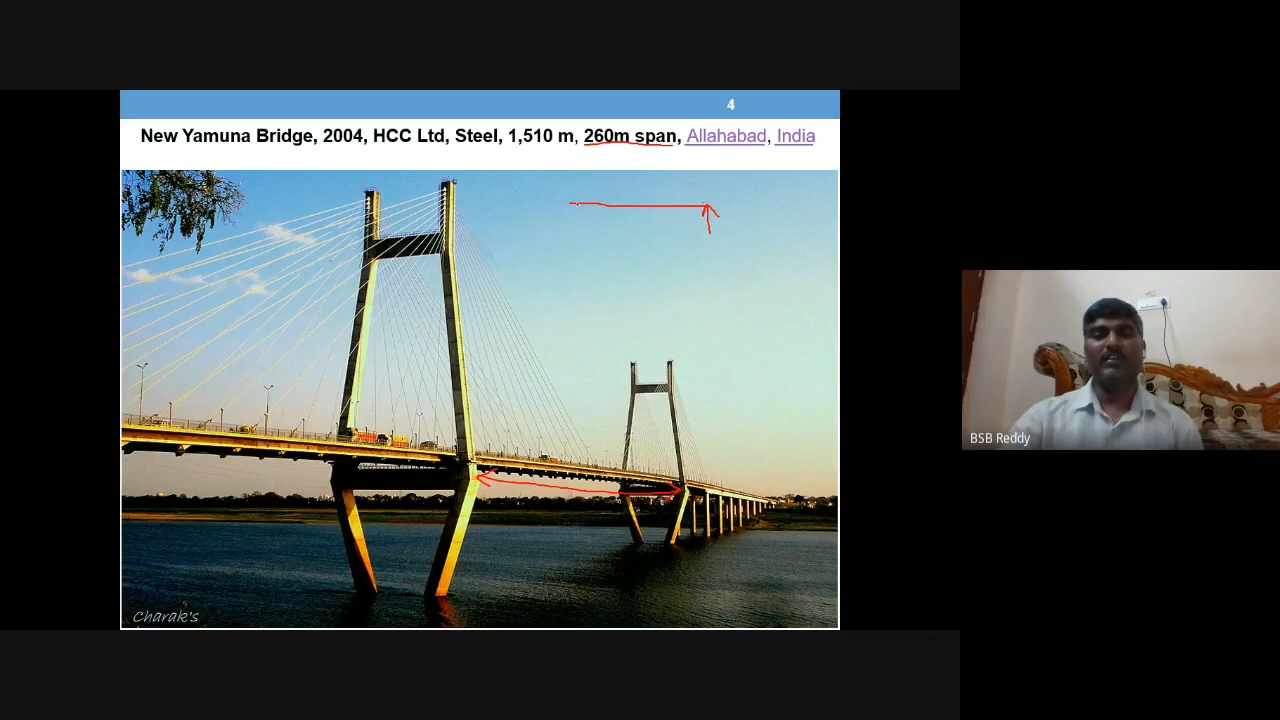 4
New Yamuna Bridge, 2004, HCC Ltd, Steel, 1,510 m, 260m span, Allahabad, India
Charak's
BSB Reddy